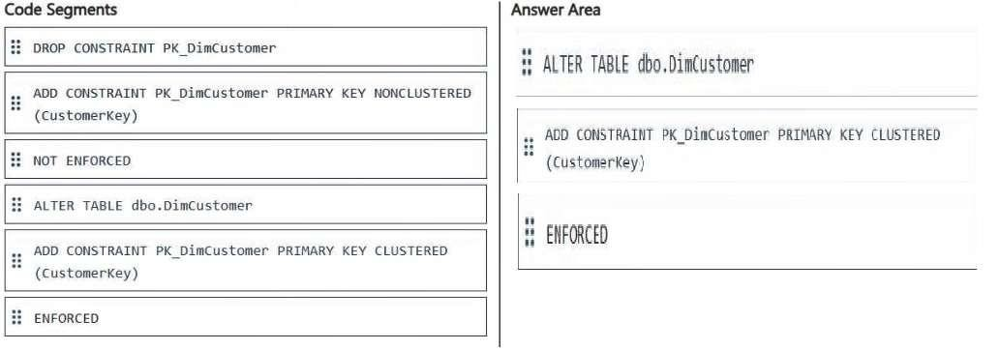 Code Segments
DROP CONSTRAINT PK_DimCustomer
ADD CONSTRAINT PK_DimCustomer PRIMARY KEY NONCLUSTERED
(CustomerKey)
NOT ENFORCED
ALTER TABLE dbo.DimCustomer
ADD CONSTRAINT PK_DimCustomer PRIMARY KEY CLUSTERED
(CustomerKey)
ENFORCED
Answer Area
ALTER TABLE dbo.DimCustomer
ADD CONSTRAINT PK_DimCustomer PRIMARY KEY CLUSTERED
(CustomerKey)
ENFORCED